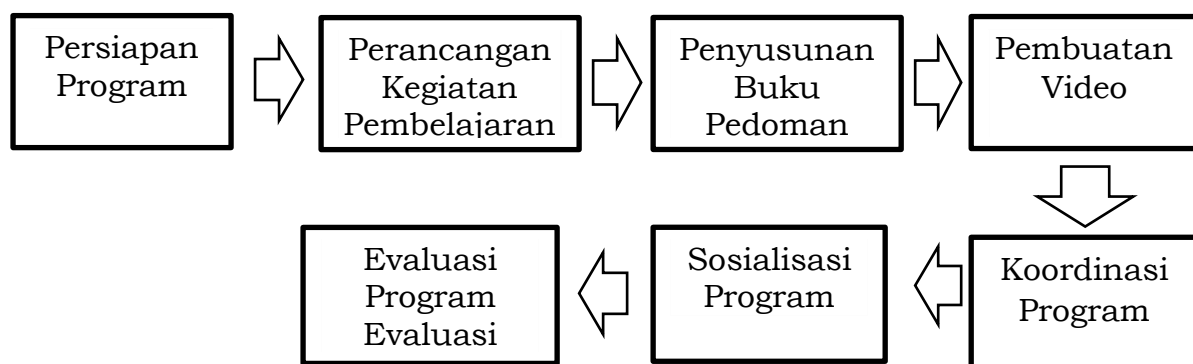 Persiapan
Program
Perancangan
Kegiatan
Pembelajaran
Penyusunan
Buku
Pedoman
Pembuatan
Video
Koordinasi
Program
Sosialisasi
Program
Evaluasi
Program
Evaluasi